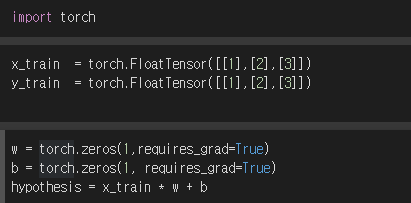 import torch
x_train  = torch.FloatTensor([[1],[2],[3]])
y_train  = torch.FloatTensor([[1],[2],[3]])
w = torch.zeros(1,requires_grad=True)
b = torch.zeros(1, requires_grad=True)
hypothesis = x_train * w + b